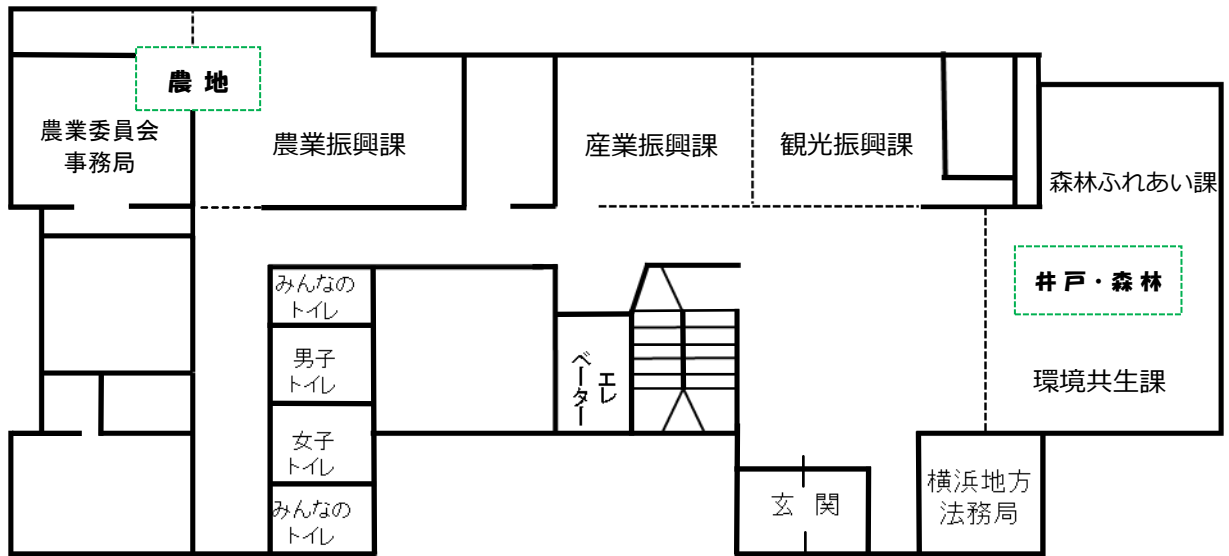 農地
農業委員会
事務局
農業振興課
産業振興課
観光振興課
森林ふれあい課
井戸・森林
環境共生課
みんなの
トイレ
男子
トイレ
女子
トイレ
みんなの
トイレ
エレ
ベーター
玄関
横浜地方
法務局